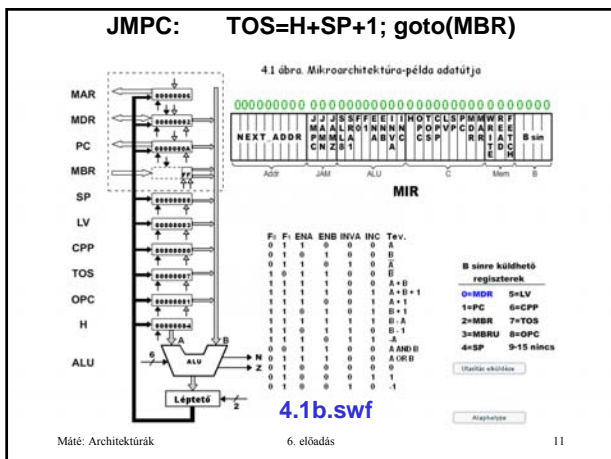 JMPC: TOS=H+SP+1; goto(MBR)
4.1 ábra. Mikroarchitektúra-példa adatútja
MAR
MDR
PC
MBR
SP
LV
CPP
TOS
OPC
H
ALU
A
B
ALU
6
N
Z
Léptető
2
NEXT_ADDR
B sín
Addr
JAM
ALU
C
Mem
B
MIR
F₀ F₁ ENA ENB INVA INC Tev.
0 1 1 0 0 0 A
0 1 0 1 0 0 B
0 1 1 0 1 0 A
1 0 1 1 0 0 B
1 1 1 1 0 0 A+B
1 1 1 1 0 1 A+B+1
1 1 1 0 0 1 A+1
1 1 0 1 0 1 B+1
1 1 1 1 1 1 B-A
1 1 0 1 1 0 B-1
1 1 1 0 1 1 -A
0 0 1 1 0 0 A AND B
0 1 1 1 0 0 A OR B
0 1 0 0 0 0 0
0 1 0 0 0 1 1
0 1 0 0 1 0 -1
B sínre küldhető
regiszterek
0=MDR 5=LV
1=PC 6=CPP
2=MBR 7=TOS
3=MBRU 8=OPC
4=SP 9-15 nincs
Utasítás elküldése
Alaphelyzet
4.1b.swf
Máté: Architektúrák 6. előadás 11